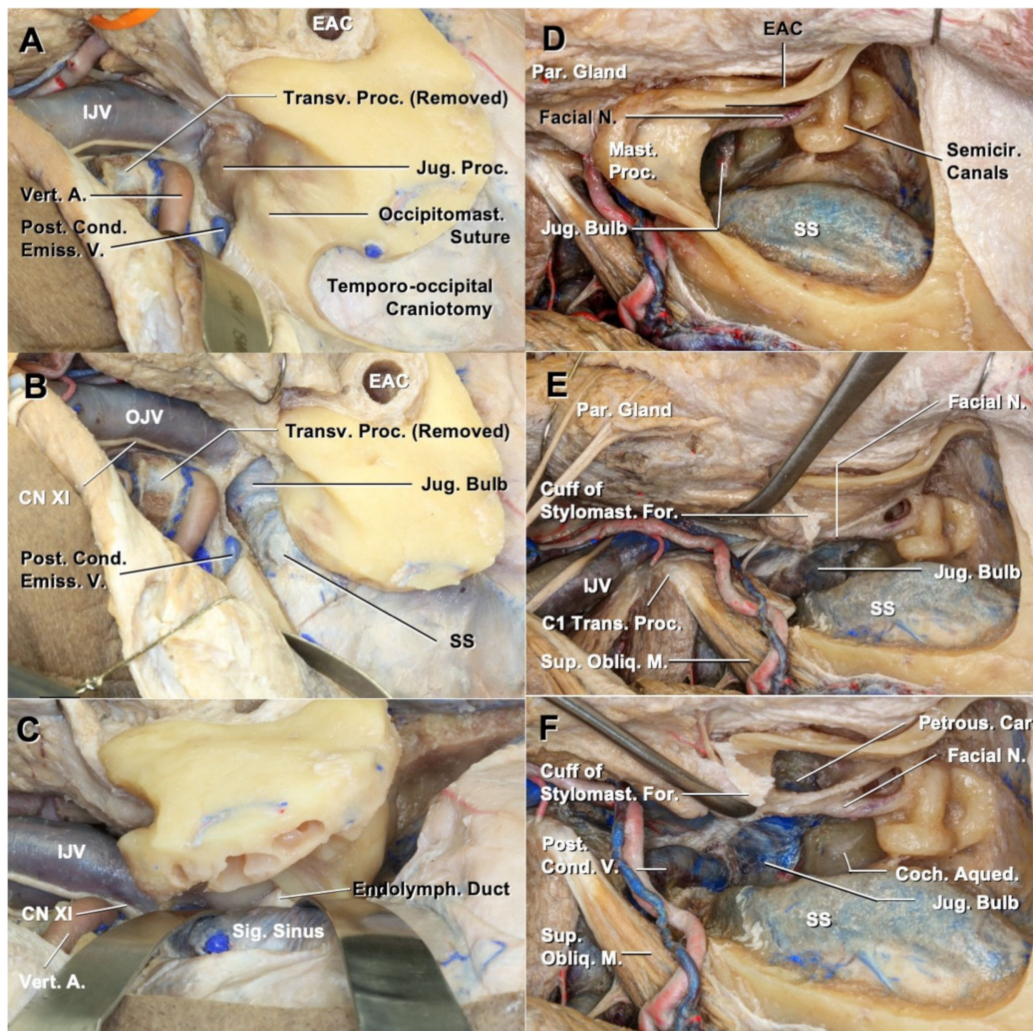 A
EAC
Transv. Proc. (Removed)
IJV
Jug. Proc.
Vert. A.
Occipitomast.
Suture
Post. Cond.
Emiss. V.
Temporo-occipital
Craniotomy
B
EAC
OJV
Transv. Proc. (Removed)
CN XI
Jug. Bulb
Post. Cond.
Emiss. V.
SS
C
IJV
Endolymph. Duct
CN XI
Sig. Sinus
Vert. A.
D
EAC
Par. Gland
Facial N.
Mast.
Proc.
Semicir.
Canals
Jug. Bulb
SS
E
Facial N.
Par. Gland
Cuff of
Stylomast. For.
Jug. Bulb
IJV
SS
C1 Trans. Proc.
Sup. Obliq. M.
F
Petrous. Car
Facial N.
Cuff of
Stylomast. For.
Post.
Cond. V.
Coch. Aqued.
Jug. Bulb
SS
Sup.
Obliq. M.